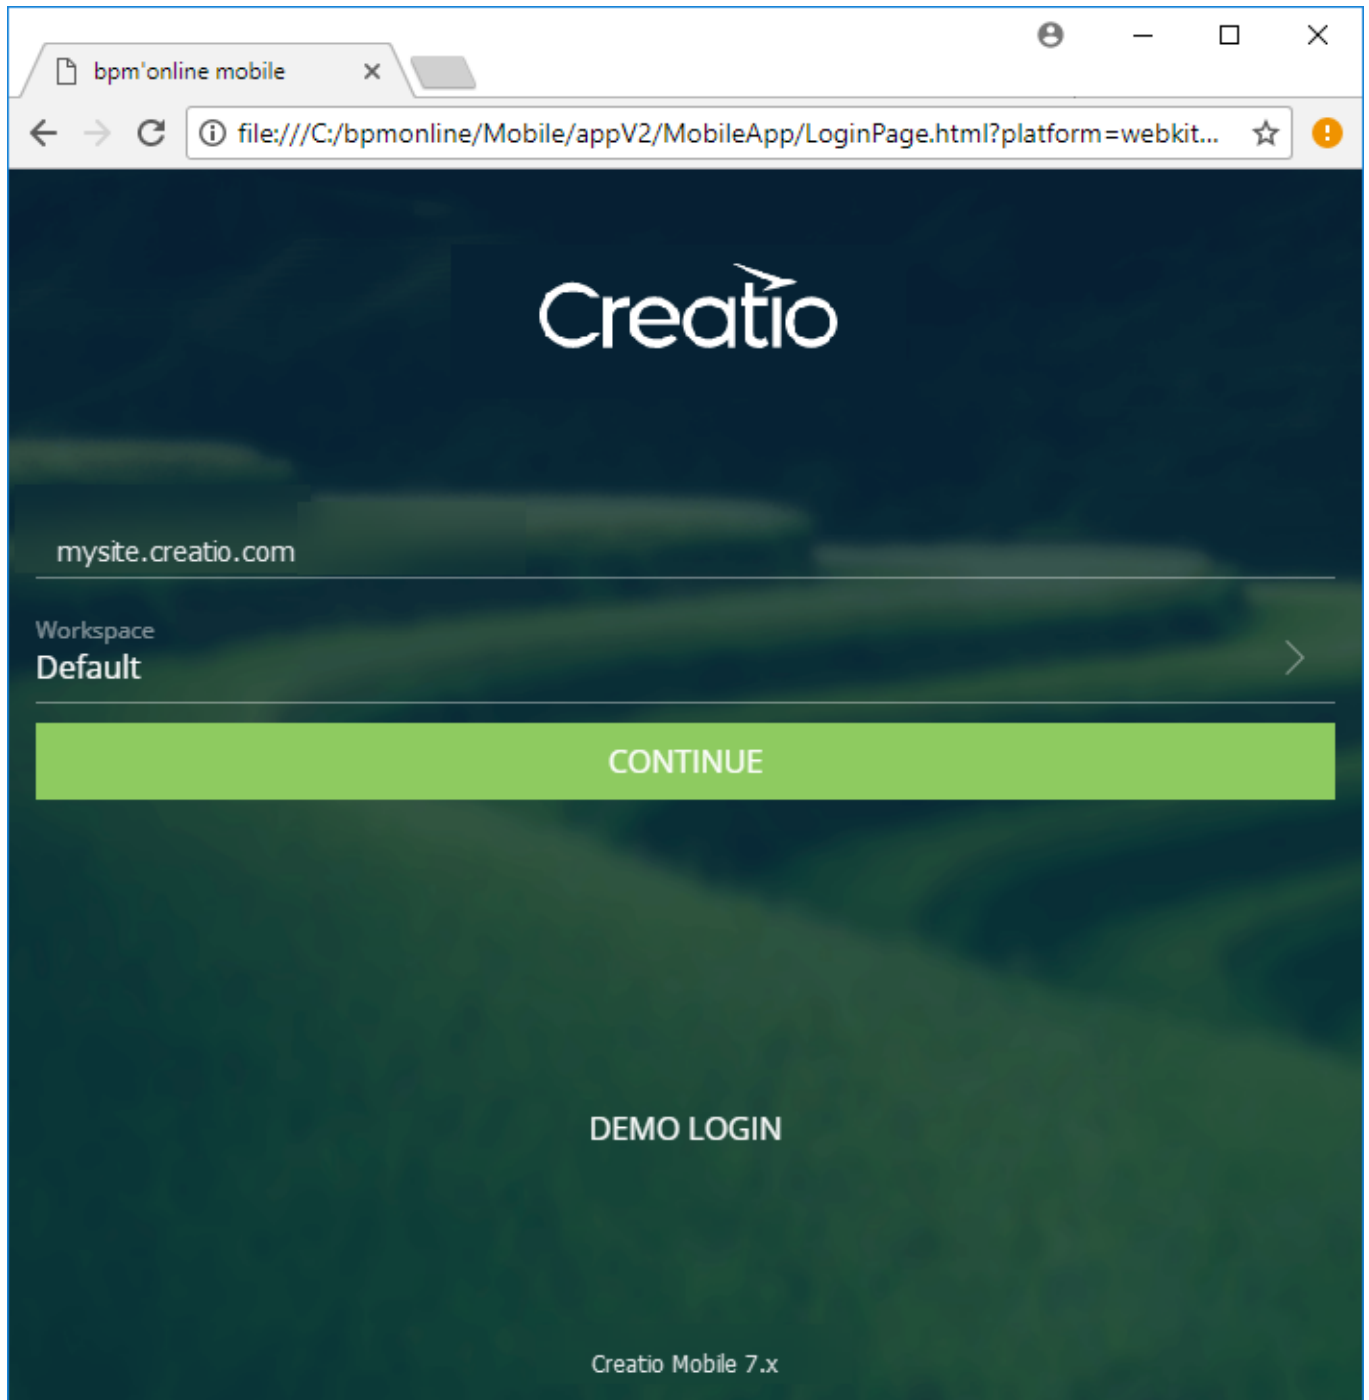 bpm'online mobile
file:///C:/bpmonline/Mobile/appV2/MobileApp/LoginPage.html?platform=webkit...
Creatio
mysite.creatio.com
Workspace
Default
CONTINUE
DEMO LOGIN
Creatio Mobile 7.x